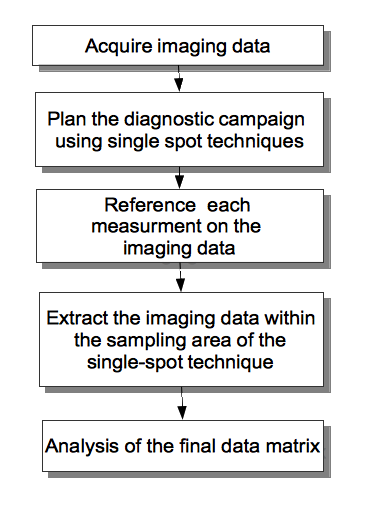 Acquire imaging data
Plan the diagnostic campaign
using single spot techniques
Reference each
measurment on the
imaging data
Extract the imaging data within
the sampling area of the
single-spot technique
Analysis of the final data matrix